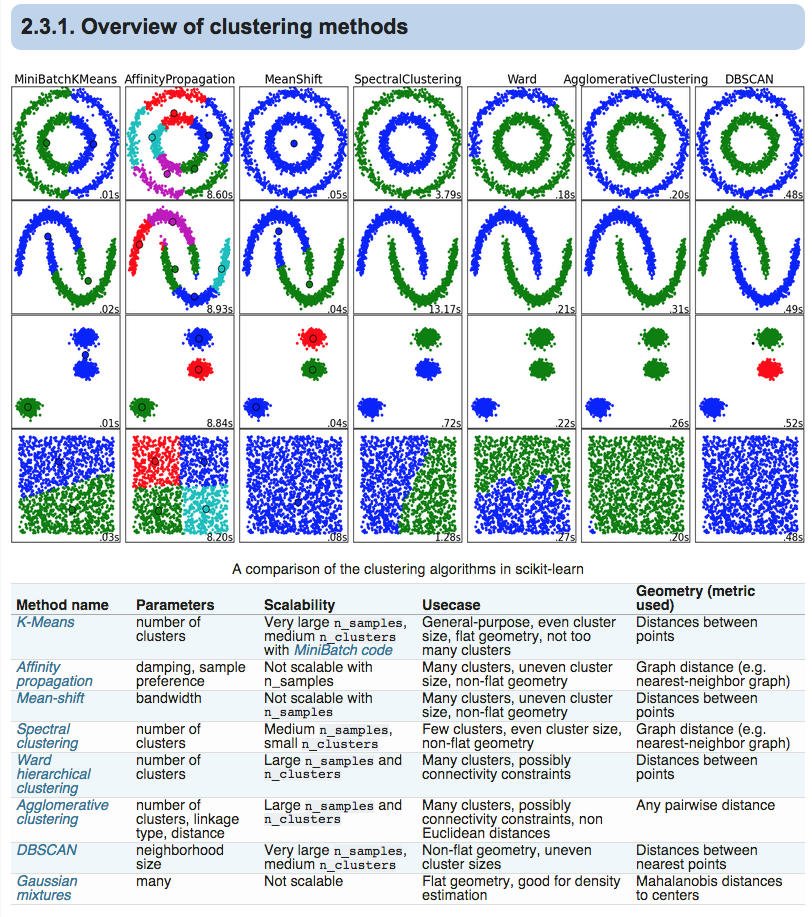 2.3.1. Overview of clustering methods
MiniBatchKMeans AffinityPropagation MeanShift SpectralClustering Ward AgglomerativeClustering DBSCAN
.01s 8.60s .05s 3.79s .18s .20s .48s
.02s 8.93s .04s 13.17s .21s .31s .49s
.01s 8.84s .04s .72s .22s .26s .52s
.03s 8.20s .08s 1.28s .27s .20s .48s
A comparison of the clustering algorithms in scikit-learn
Method name Parameters Scalability Usecase Geometry (metric
used)
K-Means number of Very large n_samples, General-purpose, even cluster Distances between
clusters medium n_clusters size, flat geometry, not too points
with MiniBatch code many clusters
Affinity damping, sample Not scalable with Many clusters, uneven cluster Graph distance (e.g.
propagation preference n_samples size, non-flat geometry nearest-neighbor graph)
Mean-shift bandwidth Not scalable with Many clusters, uneven cluster Distances between
n_samples size, non-flat geometry points
Spectral number of Medium n_samples, Few clusters, even cluster size, Graph distance (e.g.
clustering clusters small n_clusters non-flat geometry nearest-neighbor graph)
Ward number of Large n_samples and Many clusters, possibly Distances between
hierarchical clusters n_clusters connectivity constraints points
clustering
Agglomerative number of Large n_samples and Many clusters, possibly Any pairwise distance
clustering clusters, linkage n_clusters connectivity constraints, non
type, distance Euclidean distances
DBSCAN neighborhood Very large n_samples, Non-flat geometry, uneven Distances between
size medium n_clusters cluster sizes nearest points
Gaussian many Not scalable Flat geometry, good for density Mahalanobis distances
mixtures estimation to centers